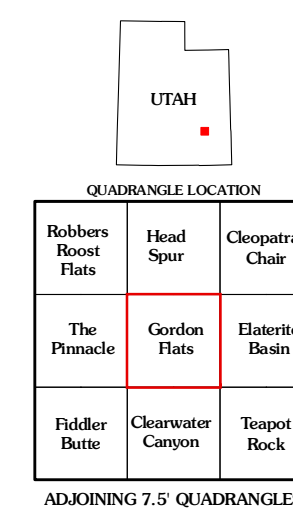 UTAH
QUADRANGLE LOCATION
Robbers
Roost
Flats
Head
Spur
Cleopatra
Chair
The
Pinnacle
Gordon
Flats
Elaterite
Basin
Fiddler
Butte
Clearwater
Canyon
Teapot
Rock
ADJOINING 7.5' QUADRANGLE